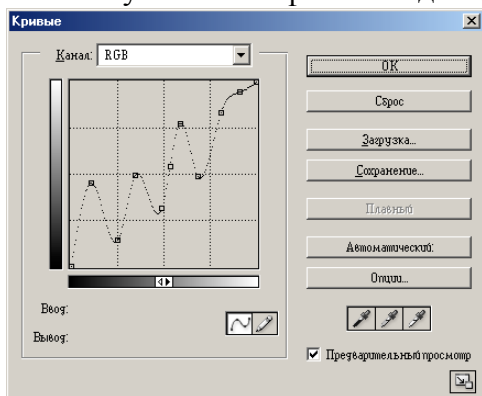 Кривые
Канал: RGB
OK
Сброс
Загрузка...
Сохранение...
Плавный
Автоматический:
Опции...
Ввод:
Вывод:
Предварительный просмотр